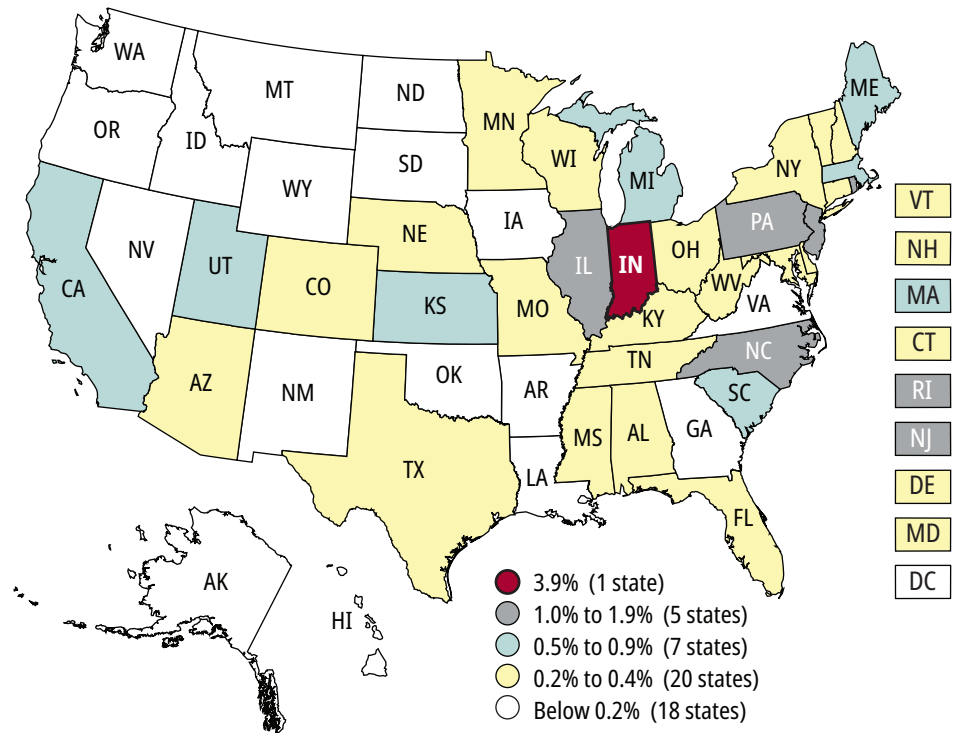 WA
MT
ND
MN
ME
OR
ID
SD
WI
NY
MI
WY
IA
PA
NE
NV
UT
CO
IL
IN
OH
WV
VA
CA
KS
MO
KY
NC
TN
AZ
NM
OK
AR
SC
MS
AL
GA
TX
LA
FL
AK
HI
VT
NH
MA
CT
RI
NJ
DE
MD
DC
3.9% (1 state)
1.0% to 1.9% (5 states)
0.5% to 0.9% (7 states)
0.2% to 0.4% (20 states)
Below 0.2% (18 states)